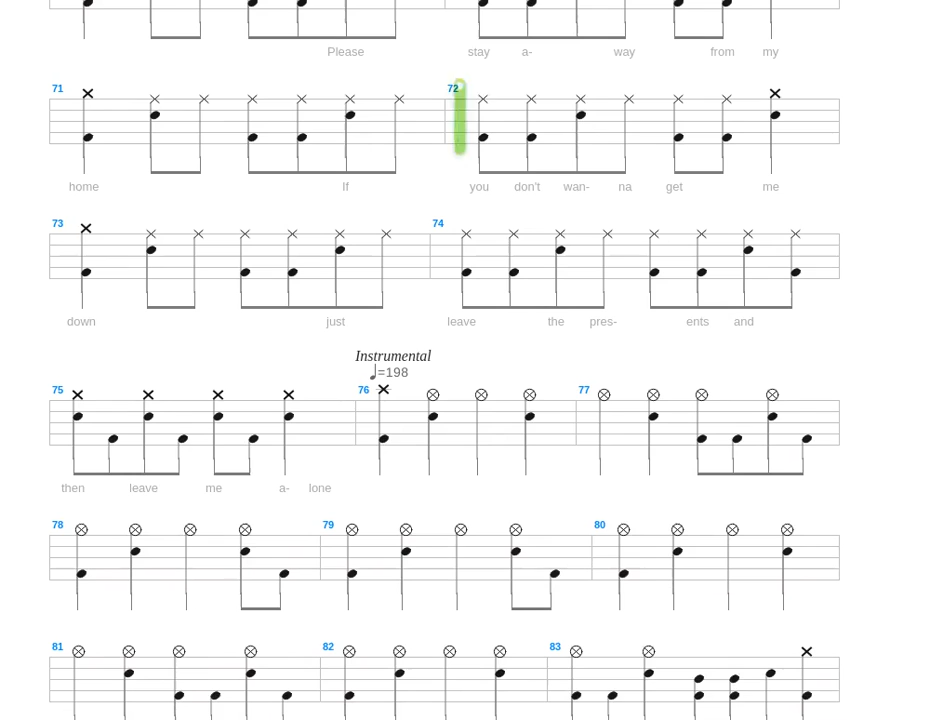 Please stay a- way from my
71 72
home If you don't wan- na get me
73 74
down just leave the pres- ents and
Instrumental
♩=198
75 76 77
then leave me a- lone
78 79 80
81 82 83